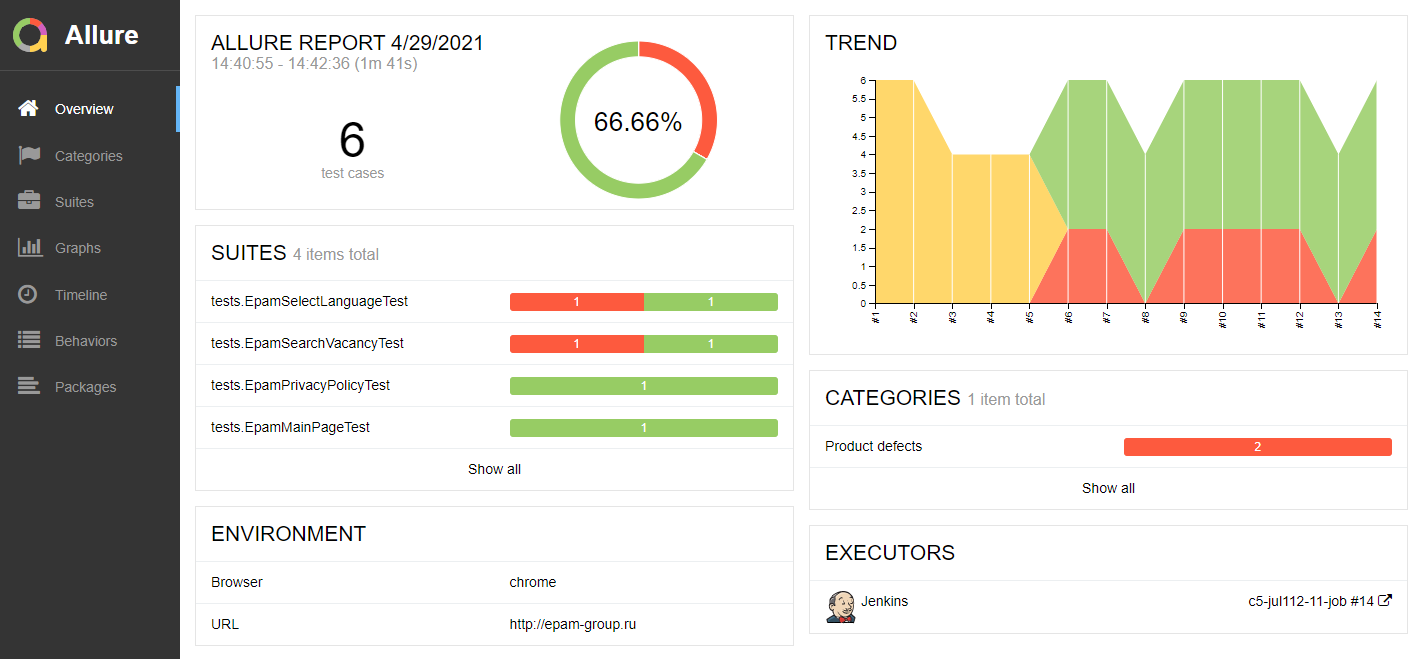 Allure
Overview
Categories
Suites
Graphs
Timeline
Behaviors
Packages
ALLURE REPORT 4/29/2021
14:40:55 - 14:42:36 (1m 41s)
6
test cases
66.66%
SUITES 4 items total
tests.EpamSelectLanguageTest 1 1
tests.EpamSearchVacancyTest 1 1
tests.EpamPrivacyPolicyTest 1
tests.EpamMainPageTest 1
Show all
ENVIRONMENT
Browser chrome
URL http://epam-group.ru
TREND
6
5.5
5
4.5
4
3.5
3
2.5
2
1.5
1
0.5
0
#1 #2 #3 #4 #5 #6 #7 #8 #9 #10 #11 #12 #13 #14
CATEGORIES 1 item total
Product defects 2
Show all
EXECUTORS
Jenkins c5-jul112-11-job #14